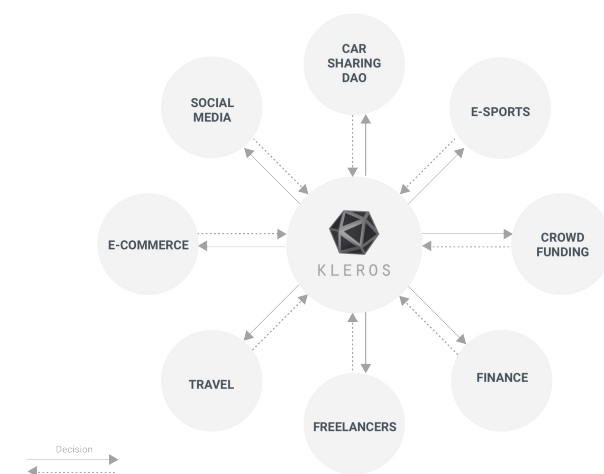 CAR
SHARING
DAO
SOCIAL
MEDIA
E-SPORTS
E-COMMERCE
KLEROS
CROWD
FUNDING
TRAVEL
FINANCE
FREELANCERS
Decision